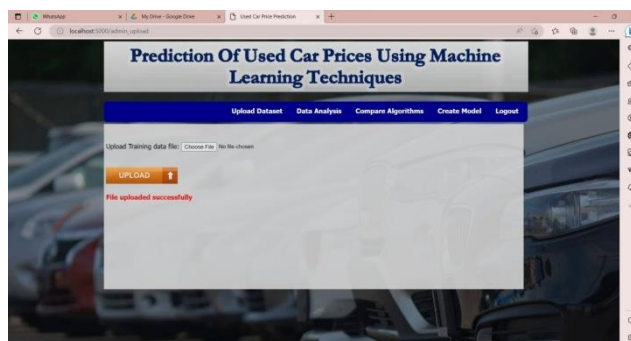 WhatsApp
My Drive - Google Drive
Used Car Price Prediction
localhost:5000/admin_upload
Prediction Of Used Car Prices Using Machine
Learning Techniques
Upload Dataset Data Analysis Compare Algorithms Create Model Logout
Upload Training data file: Choose File No file chosen
UPLOAD
File uploaded successfully